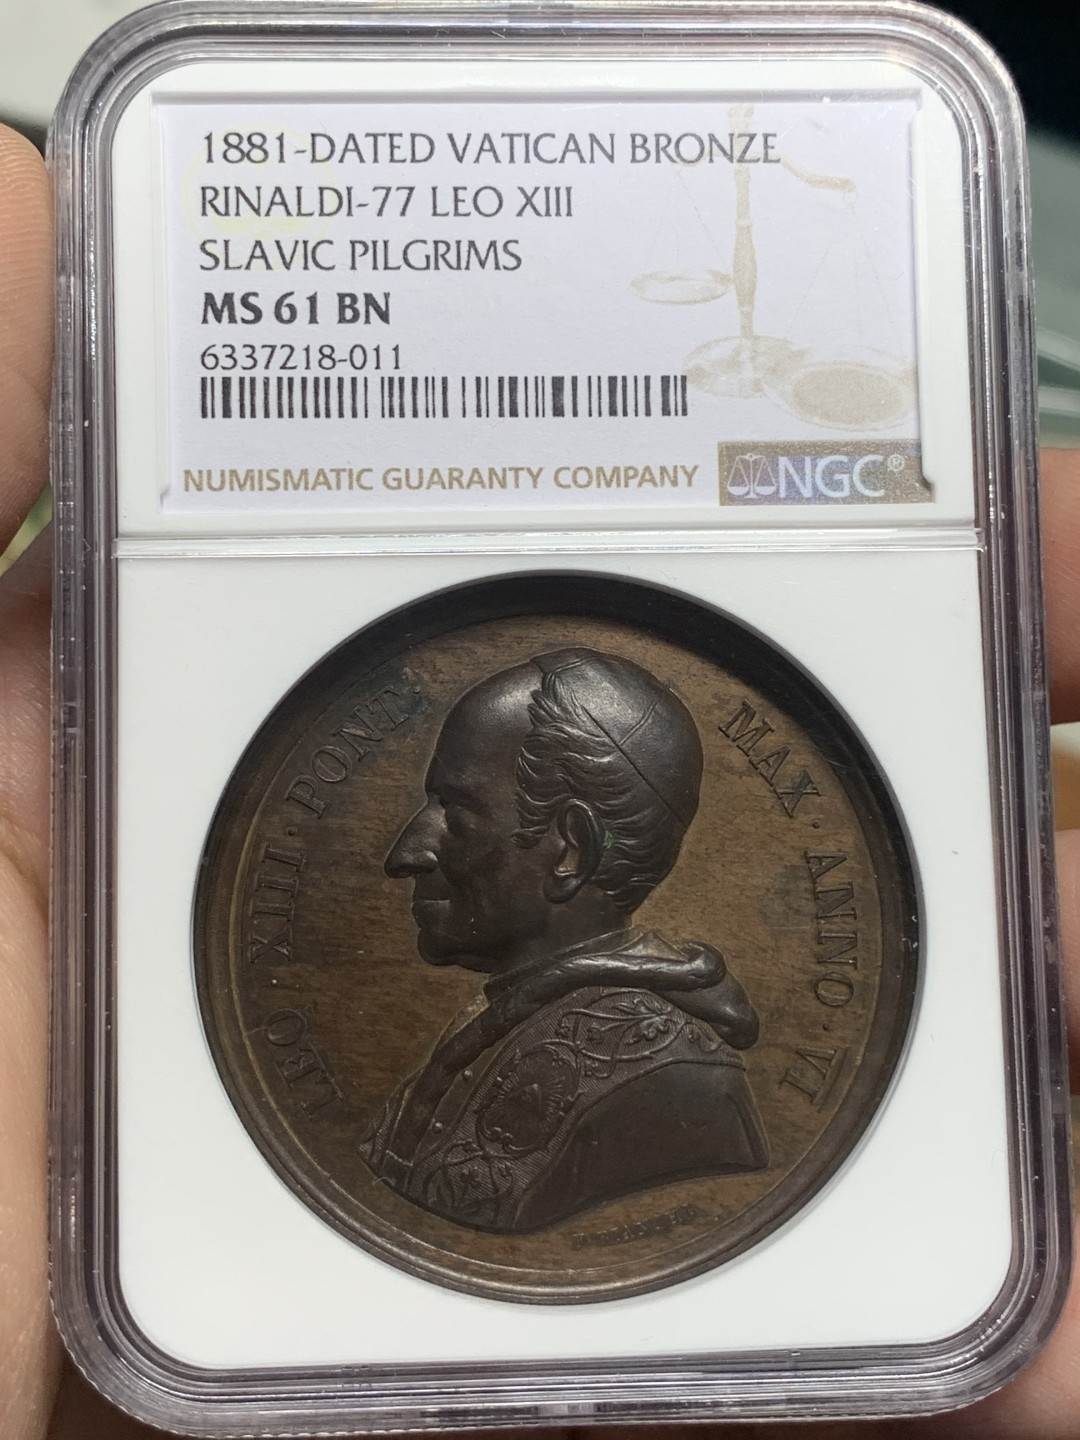 1881-DATED VATICAN BRONZE
RINALDI-77 LEO XIII
SLAVIC PILGRIMS
MS 61 BN
6337218-011
NUMISMATIC GUARANTY COMPANY
NGC®
LEO · XIII · PONT · MAX · ANNO · VI